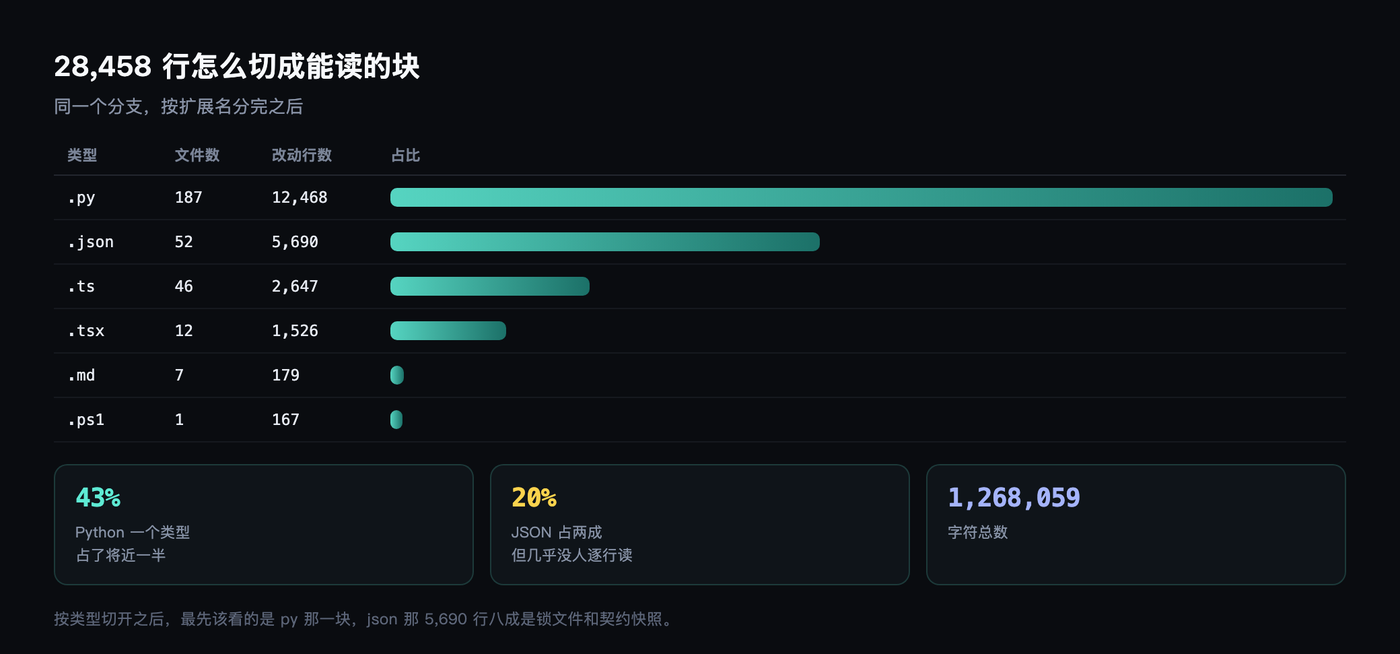 28,458 行怎么切成能读的块
同一个分支，按扩展名分完之后
类型 文件数 改动行数 占比
.py 187 12,468
.json 52 5,690
.ts 46 2,647
.tsx 12 1,526
.md 7 179
.ps1 1 167
43%
Python 一个类型
占了将近一半
20%
JSON 占两成
但几乎没人逐行读
1,268,059
字符总数
按类型切开之后，最先该看的是 py 那一块，json 那 5,690 行八成是锁文件和契约快照。